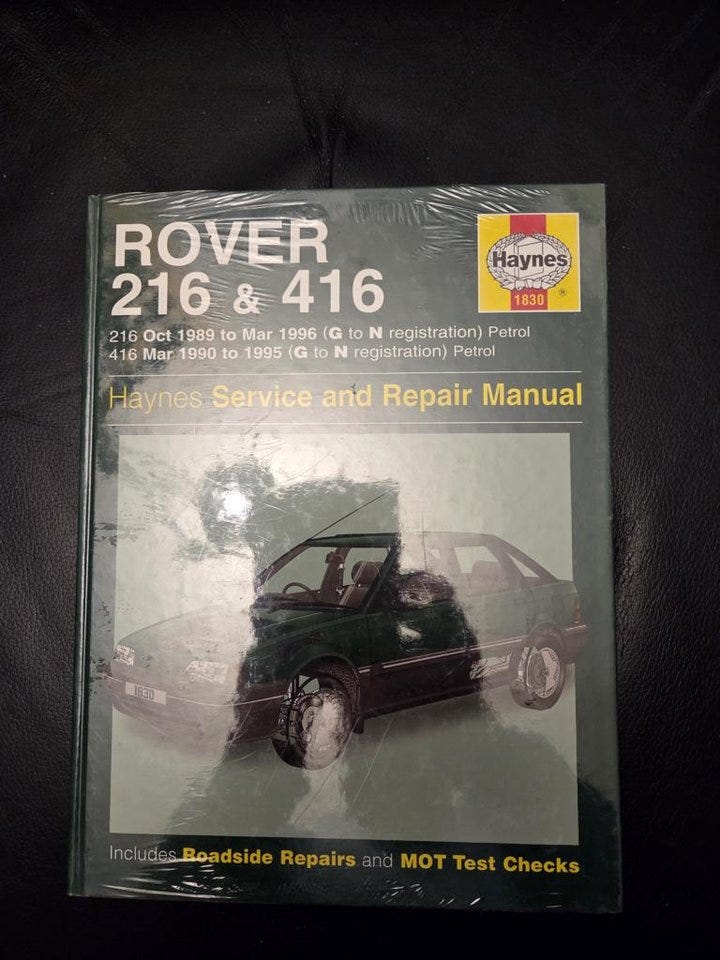 ROVER
216 & 416
Haynes
1830
®
216 Oct 1989 to Mar 1996 (G to N registration) Petrol
416 Mar 1990 to 1995 (G to N registration) Petrol
Haynes Service and Repair Manual
1830
Includes Roadside Repairs and MOT Test Checks